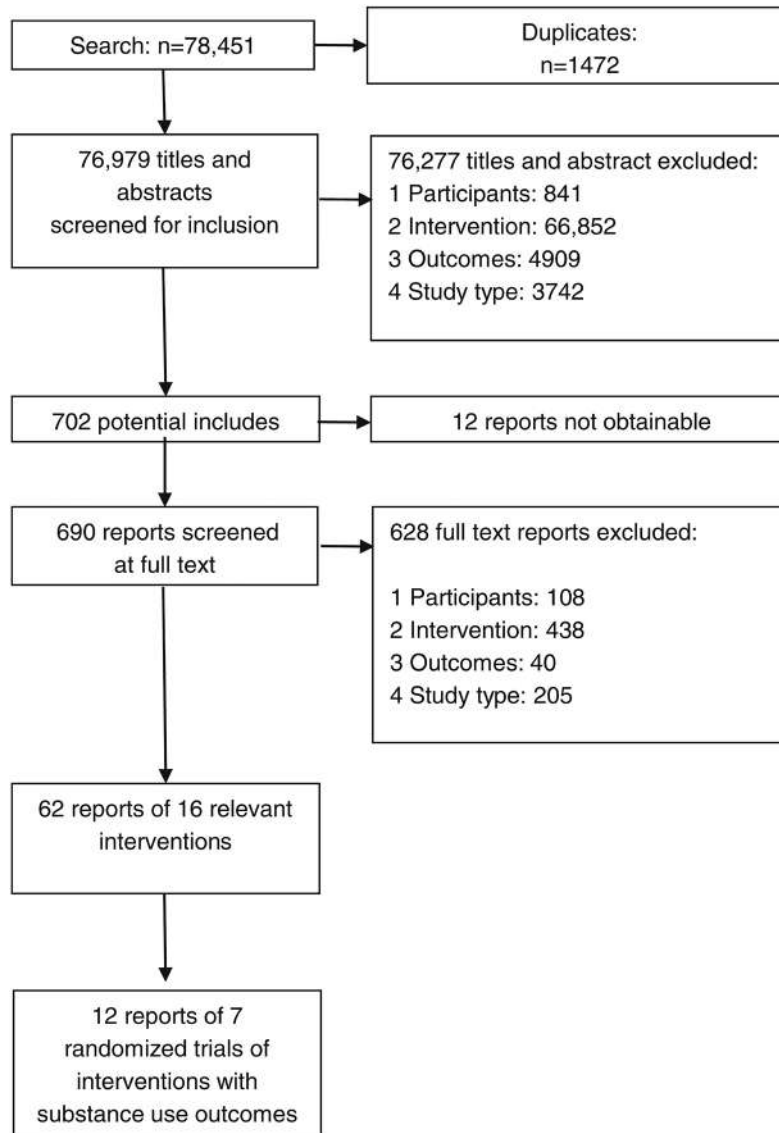 Search: n=78,451
Duplicates:
n=1472
76,979 titles and
abstracts
screened for inclusion
76,277 titles and abstract excluded:
1 Participants: 841
2 Intervention: 66,852
3 Outcomes: 4909
4 Study type: 3742
702 potential includes
12 reports not obtainable
690 reports screened
at full text
628 full text reports excluded:
1 Participants: 108
2 Intervention: 438
3 Outcomes: 40
4 Study type: 205
62 reports of 16 relevant
interventions
12 reports of 7
randomized trials of
interventions with
substance use outcomes